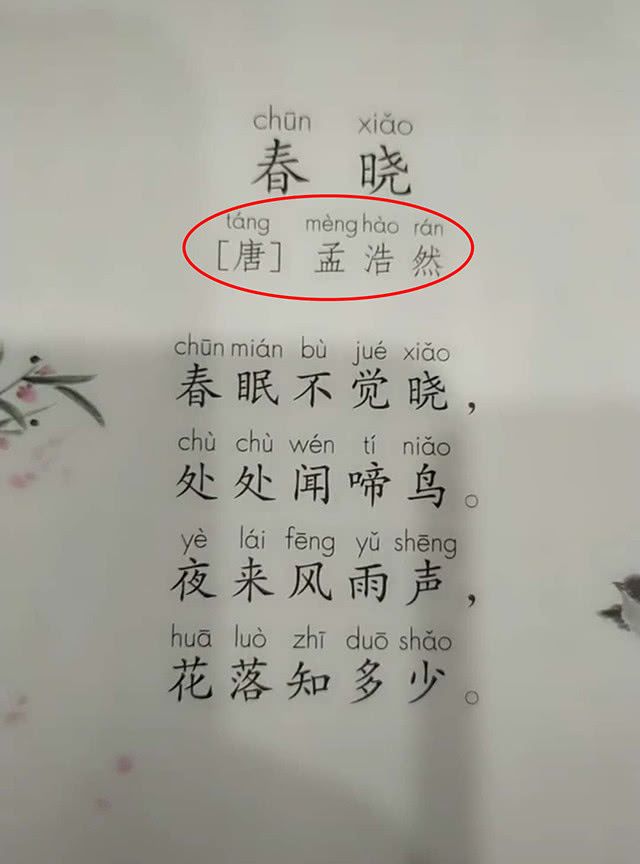 chūn xiǎo
春 晓
táng mèng hào rán
[唐] 孟浩然
chūn mián bù jué xiǎo
春眠不觉晓，
chù chù wén tí niǎo
处处闻啼鸟。
yè lái fēng yǔ shēng
夜来风雨声，
huā luò zhī duō shǎo
花落知多少。